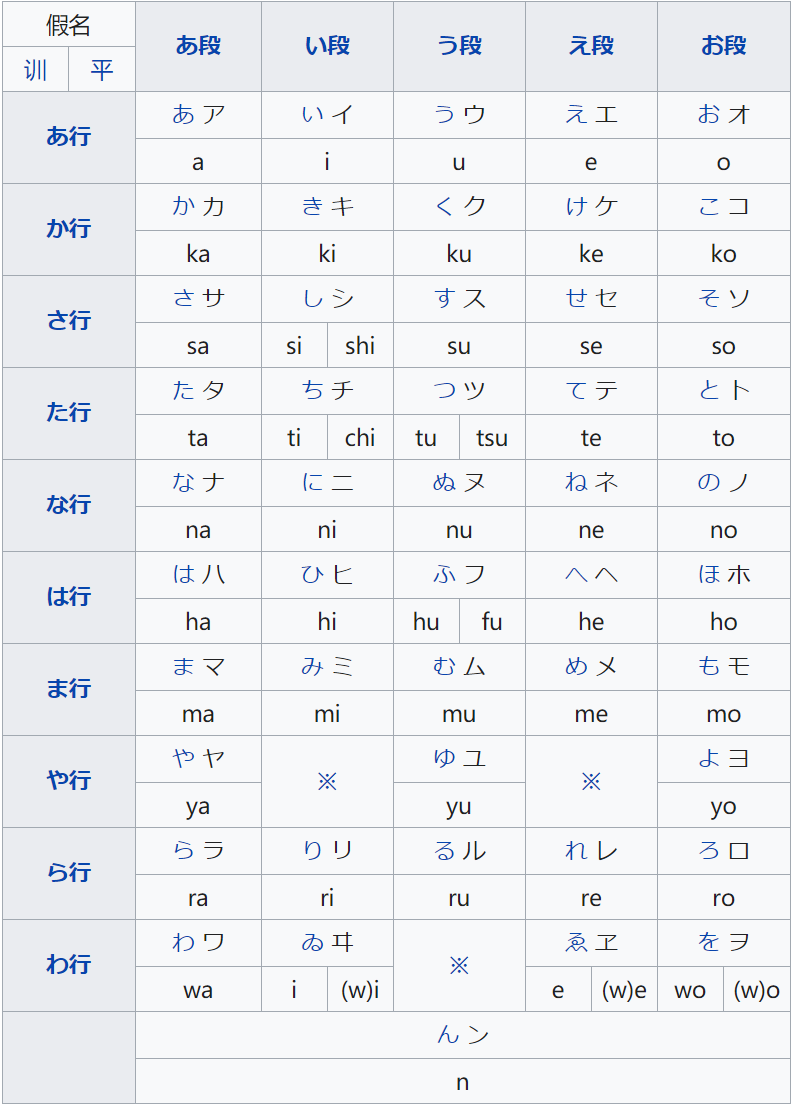 假名 あ段 い段 う段 え段 お段
训 平
あ行 あ ア い イ う ウ え エ お オ
a i u e o
か行 か カ き キ く ク け ケ こ コ
ka ki ku ke ko
さ行 さ サ し シ す ス せ セ そ ソ
sa si shi su se so
た行 た タ ち チ つ ツ て テ と ト
ta ti chi tu tsu te to
な行 な ナ に ニ ぬ ヌ ね ネ の ノ
na ni nu ne no
は行 は ハ ひ ヒ ふ フ へ ヘ ほ ホ
ha hi hu fu he ho
ま行 ま マ み ミ む ム め メ も モ
ma mi mu me mo
や行 や ヤ ※ ゆ ユ ※ よ ヨ
ya yu yo
ら行 ら ラ り リ る ル れ レ ろ ロ
ra ri ru re ro
わ行 わ ワ ゐ ヰ ※ ゑ ヱ を ヲ
wa i (w)i e (w)e wo (w)o
ん ン
n